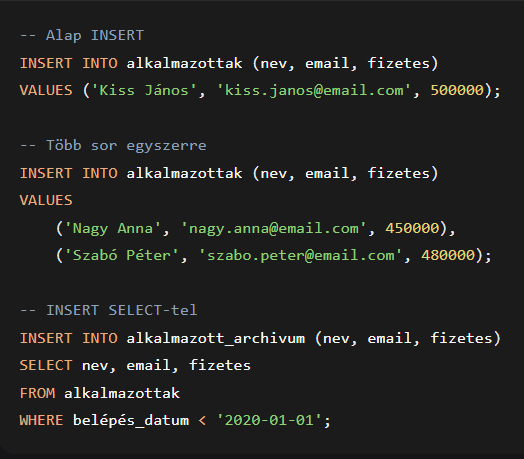 -- Alap INSERT
INSERT INTO alkalmazottak (nev, email, fizetes)
VALUES ('Kiss János', 'kiss.janos@email.com', 500000);
-- Több sor egyszerre
INSERT INTO alkalmazottak (nev, email, fizetes)
VALUES
('Nagy Anna', 'nagy.anna@email.com', 450000),
('Szabó Péter', 'szabo.peter@email.com', 480000);
-- INSERT SELECT-tel
INSERT INTO alkalmazott_archivum (nev, email, fizetes)
SELECT nev, email, fizetes
FROM alkalmazottak
WHERE belépés_datum < '2020-01-01';